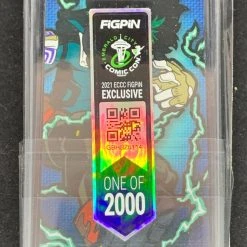 FiGPiN
EMERALD CITY
COMIC CON
2021 ECCC FIGPIN
EXCLUSIVE
ONE OF
2000